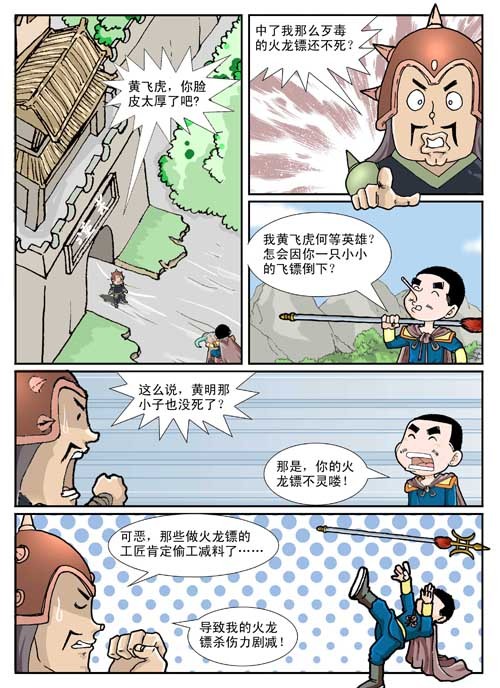 黄飞虎，你脸
皮太厚了吧？
中了我那么歹毒
的火龙镖还不死？
我黄飞虎何等英雄？
怎会因你一只小小
的飞镖倒下？
这么说，黄明那
小子也没死了？
那是，你的火
龙镖不灵喽！
可恶，那些做火龙镖的
工匠肯定偷工减料了……
导致我的火龙
镖杀伤力剧减！